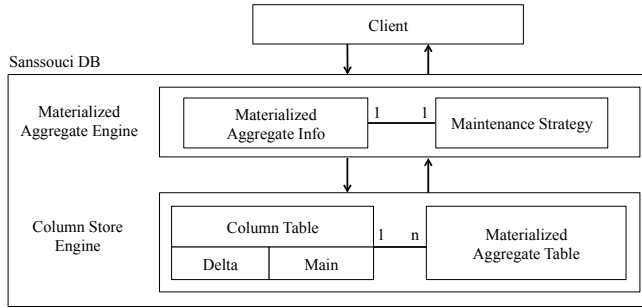 Client
Sanssouci DB
Materialized
Aggregate Engine
Materialized
Aggregate Info
1
1
Maintenance Strategy
Column Store
Engine
Column Table
Delta
Main
1
n
Materialized
Aggregate Table